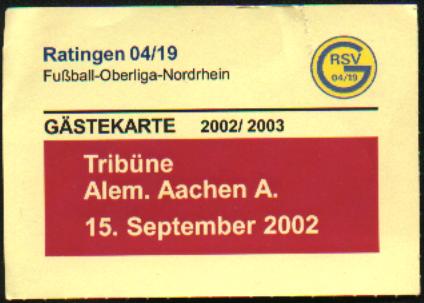 Ratingen 04/19
Fußball-Oberliga-Nordrhein
RSV
04/19
GÄSTEKARTE 2002/ 2003
Tribüne
Alem. Aachen A.
15. September 2002